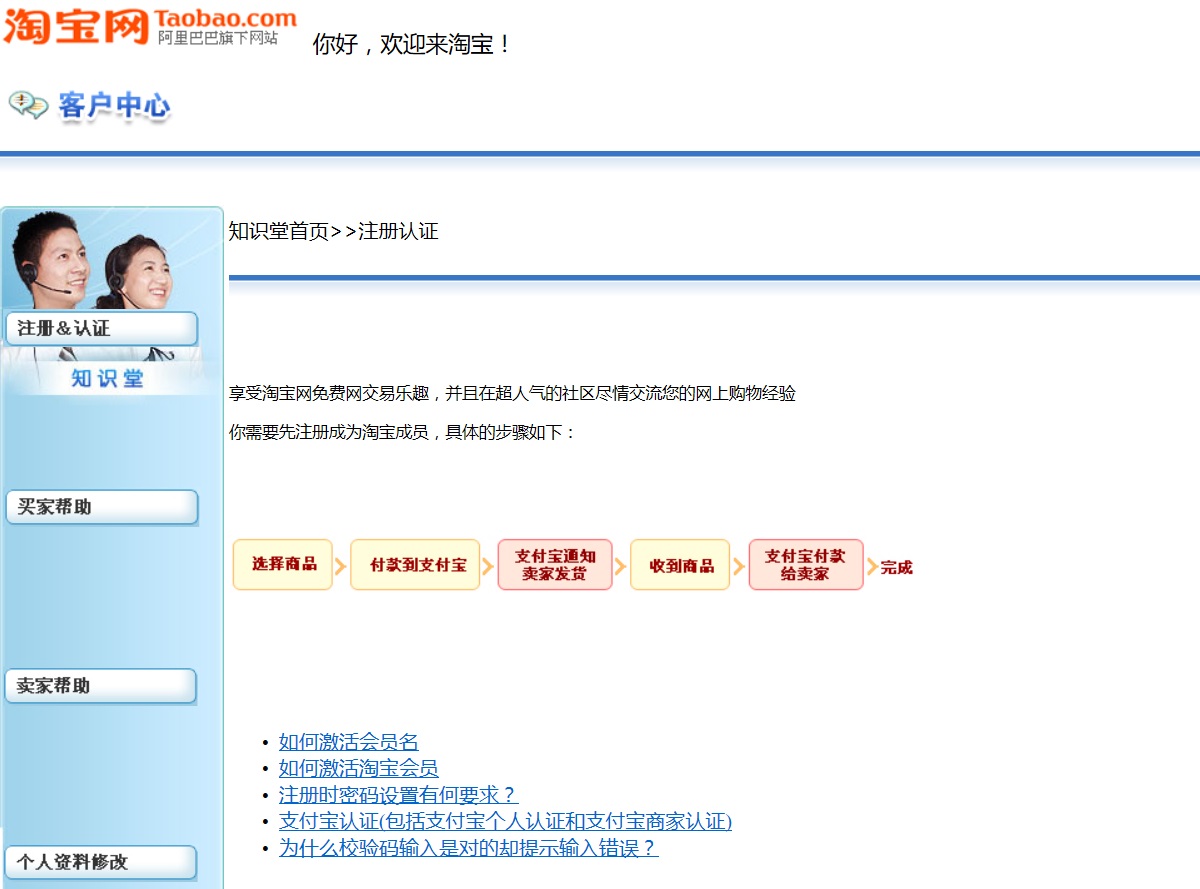 淘宝网 Taobao.com
阿里巴巴旗下网站
你好，欢迎来淘宝！
客户中心
知识堂首页>>注册认证
注册&认证
知识堂
享受淘宝网免费网交易乐趣，并且在超人气的社区尽情交流您的网上购物经验
你需要先注册成为淘宝成员，具体的步骤如下：
买家帮助
选择商品
付款到支付宝
支付宝通知
卖家发货
收到商品
支付宝付款
给卖家
完成
卖家帮助
如何激活会员名
如何激活淘宝会员
注册时密码设置有何要求？
支付宝认证(包括支付宝个人认证和支付宝商家认证)
为什么校验码输入是对的却提示输入错误？
个人资料修改